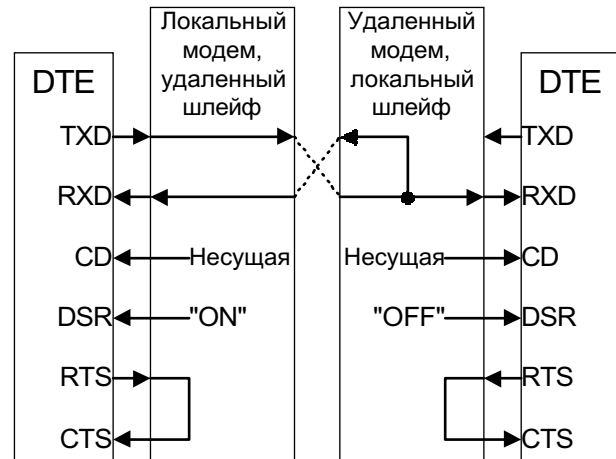 Локальный
модем,
удаленный
шлейф
Удаленный
модем,
локальный
шлейф
DTE
DTE
TXD
TXD
RXD
RXD
CD
Несущая
Несущая
CD
DSR
"ON"
"OFF"
DSR
RTS
RTS
CTS
CTS